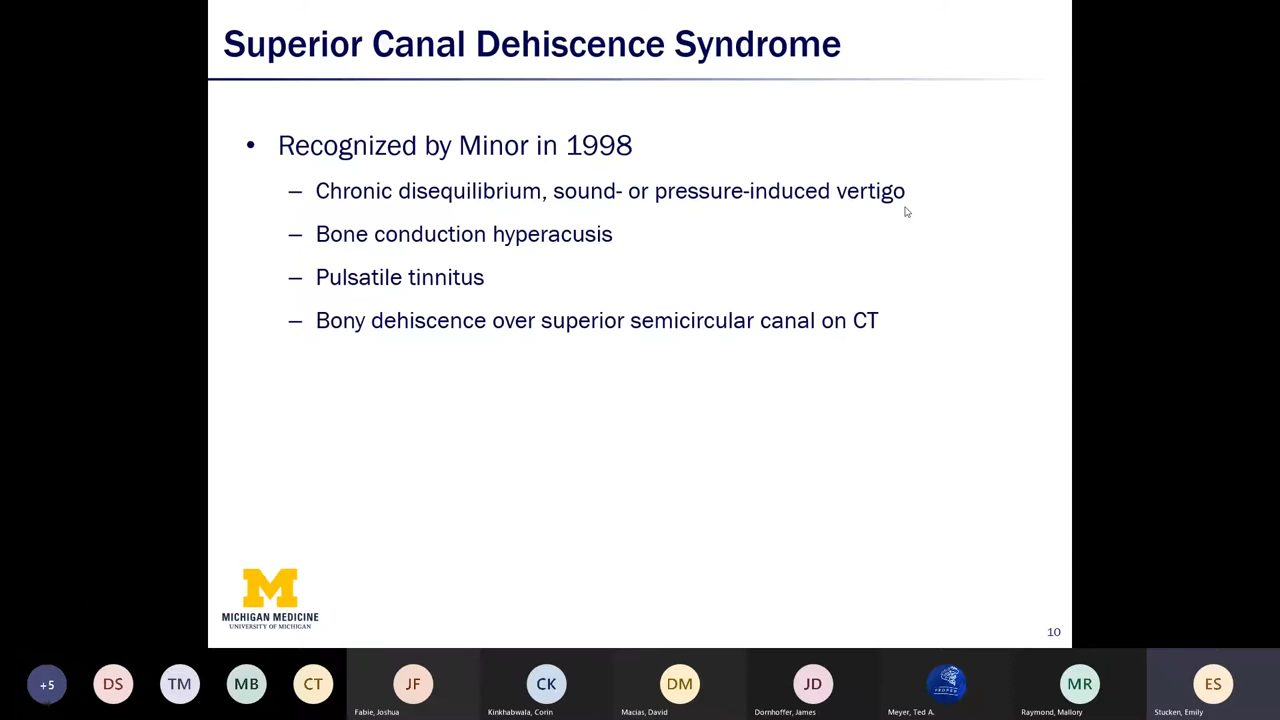 Superior Canal Dehiscence Syndrome
• Recognized by Minor in 1998
– Chronic disequilibrium, sound- or pressure-induced vertigo
– Bone conduction hyperacusis
– Pulsatile tinnitus
– Bony dehiscence over superior semicircular canal on CT
M
MICHIGAN MEDICINE
UNIVERSITY OF MICHIGAN
10
+5 DS TM MB CT JF CK DM JD MR ES
Fabie, Joshua Kinkhabwala, Corin Macias, David Dornhoffer, James Meyer, Ted A. Raymond, Mallory Stucken, Emily